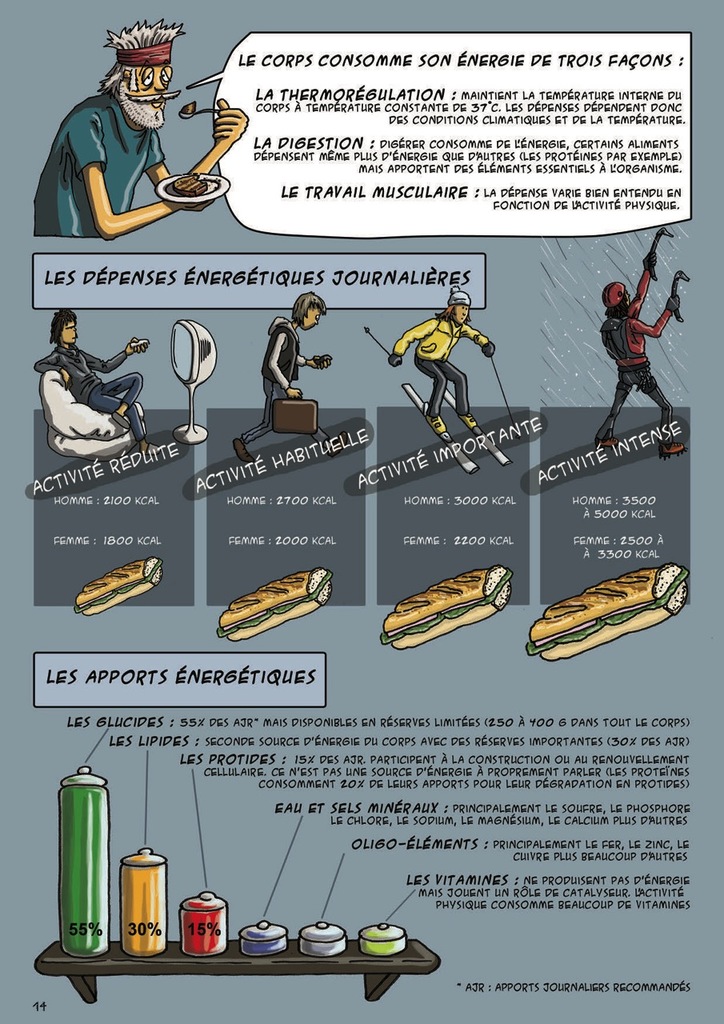 LE CORPS CONSOMME SON ÉNERGIE DE TROIS FAÇONS :
LA THERMORÉGULATION : MAINTIENT LA TEMPÉRATURE INTERNE DU
CORPS À TEMPÉRATURE CONSTANTE DE 37°C. LES DÉPENSES DÉPENDENT DONC
DES CONDITIONS CLIMATIQUES ET DE LA TEMPÉRATURE.
LA DIGESTION : DIGÉRER CONSOMME DE L'ÉNERGIE, CERTAINS ALIMENTS
DÉPENSENT MÊME PLUS D'ÉNERGIE QUE D'AUTRES (LES PROTÉINES PAR EXEMPLE)
MAIS APPORTENT DES ÉLÉMENTS ESSENTIELS À L'ORGANISME.
LE TRAVAIL MUSCULAIRE : LA DÉPENSE VARIE BIEN ENTENDU EN
FONCTION DE L'ACTIVITÉ PHYSIQUE.
LES DÉPENSES ÉNERGÉTIQUES JOURNALIÈRES
ACTIVITÉ RÉDUITE
HOMME : 2100 KCAL
FEMME : 1800 KCAL
ACTIVITÉ HABITUELLE
HOMME : 2700 KCAL
FEMME : 2000 KCAL
ACTIVITÉ IMPORTANTE
HOMME : 3000 KCAL
FEMME : 2200 KCAL
ACTIVITÉ INTENSE
HOMME : 3500
À 5000 KCAL
FEMME : 2500 À
À 3300 KCAL
LES APPORTS ÉNERGÉTIQUES
LES GLUCIDES : 55% DES AJR* MAIS DISPONIBLES EN RÉSERVES LIMITÉES (250 À 400 G DANS TOUT LE CORPS)
LES LIPIDES : SECONDE SOURCE D'ÉNERGIE DU CORPS AVEC DES RÉSERVES IMPORTANTES (30% DES AJR)
LES PROTIDES : 15% DES AJR. PARTICIPENT À LA CONSTRUCTION OU AU RENOUVELLEMENT
CELLULAIRE. CE N'EST PAS UNE SOURCE D'ÉNERGIE À PROPREMENT PARLER (LES PROTEÏNES
CONSOMMENT 20% DE LEURS APPORTS POUR LEUR DÉGRADATION EN PROTIDES)
EAU ET SELS MINÉRAUX : PRINCIPALEMENT LE SOUFRE, LE PHOSPHORE
LE CHLORE, LE SODIUM, LE MAGNÉSIUM, LE CALCIUM PLUS D'AUTRES
OLIGO-ÉLÉMENTS : PRINCIPALEMENT LE FER, LE ZINC, LE
CUIVRE PLUS BEAUCOUP D'AUTRES
LES VITAMINES : NE PRODUISENT PAS D'ÉNERGIE
MAIS JOUENT UN RÔLE DE CATALYSEUR. L'ACTIVITÉ
PHYSIQUE CONSOMME BEAUCOUP DE VITAMINES
55%
30%
15%
* AJR : APPORTS JOURNALIERS RECOMMANDÉS
14